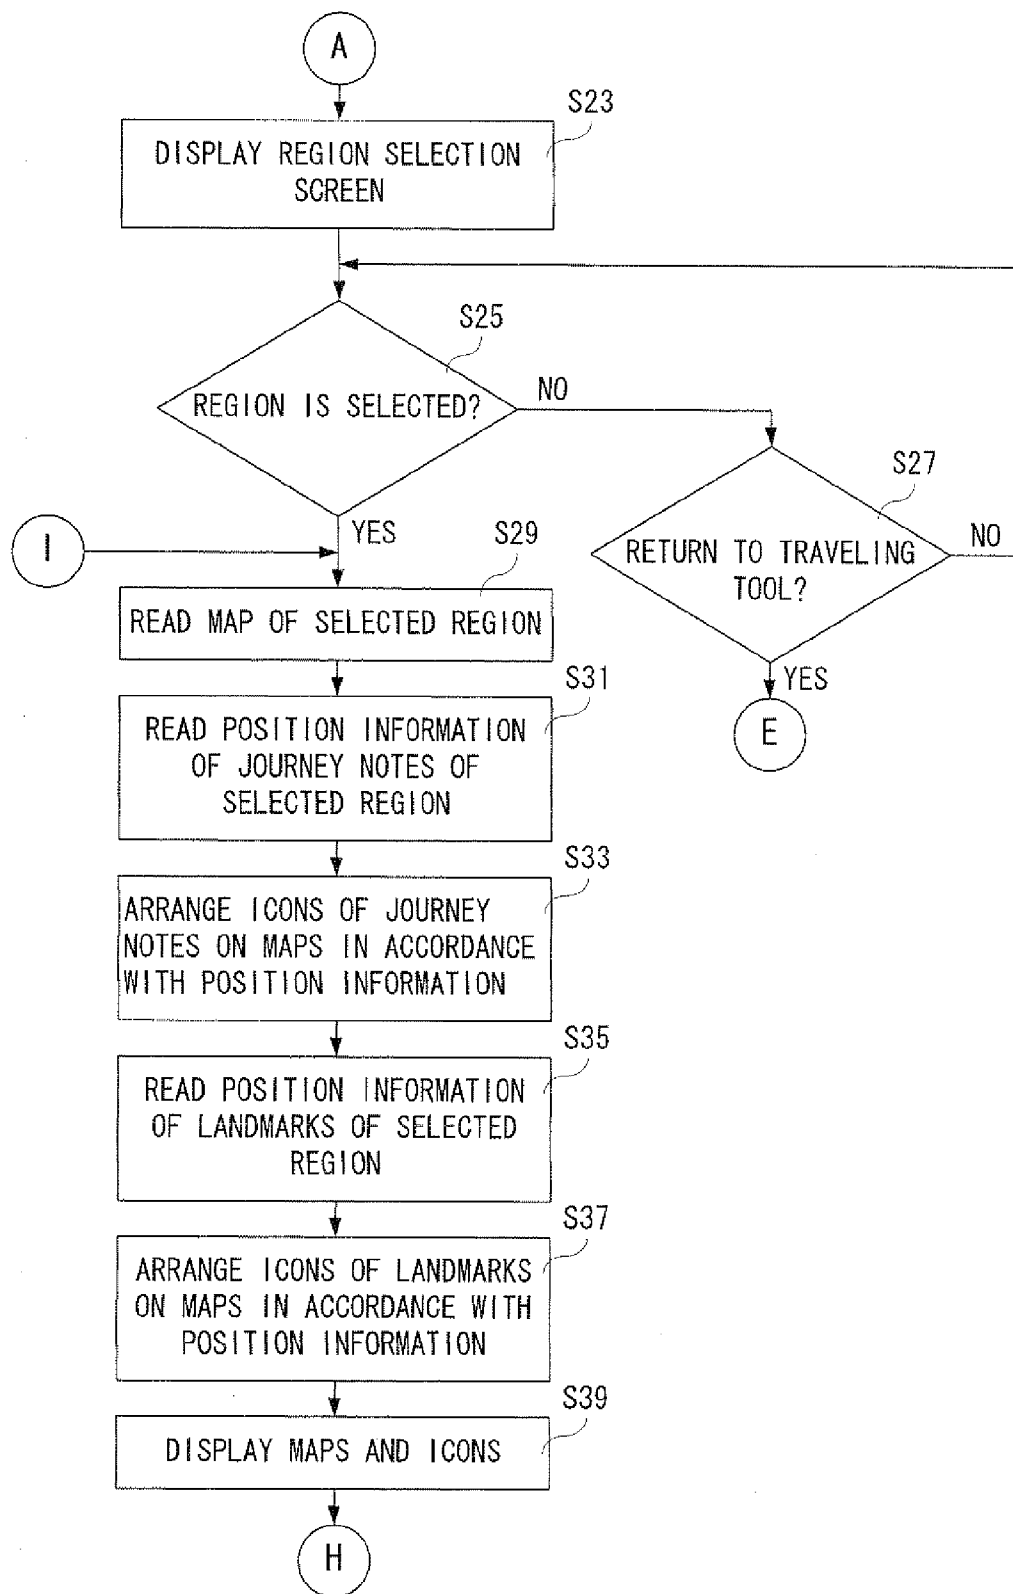 A
S23
DISPLAY REGION SELECTION
SCREEN
S25
REGION IS SELECTED?
NO
S27
RETURN TO TRAVELING
TOOL?
NO
YES
E
YES
I
S29
READ MAP OF SELECTED REGION
S31
READ POSITION INFORMATION
OF JOURNEY NOTES OF
SELECTED REGION
S33
ARRANGE ICONS OF JOURNEY
NOTES ON MAPS IN ACCORDANCE
WITH POSITION INFORMATION
S35
READ POSITION INFORMATION
OF LANDMARKS OF SELECTED
REGION
S37
ARRANGE ICONS OF LANDMARKS
ON MAPS IN ACCORDANCE WITH
POSITION INFORMATION
S39
DISPLAY MAPS AND ICONS
H